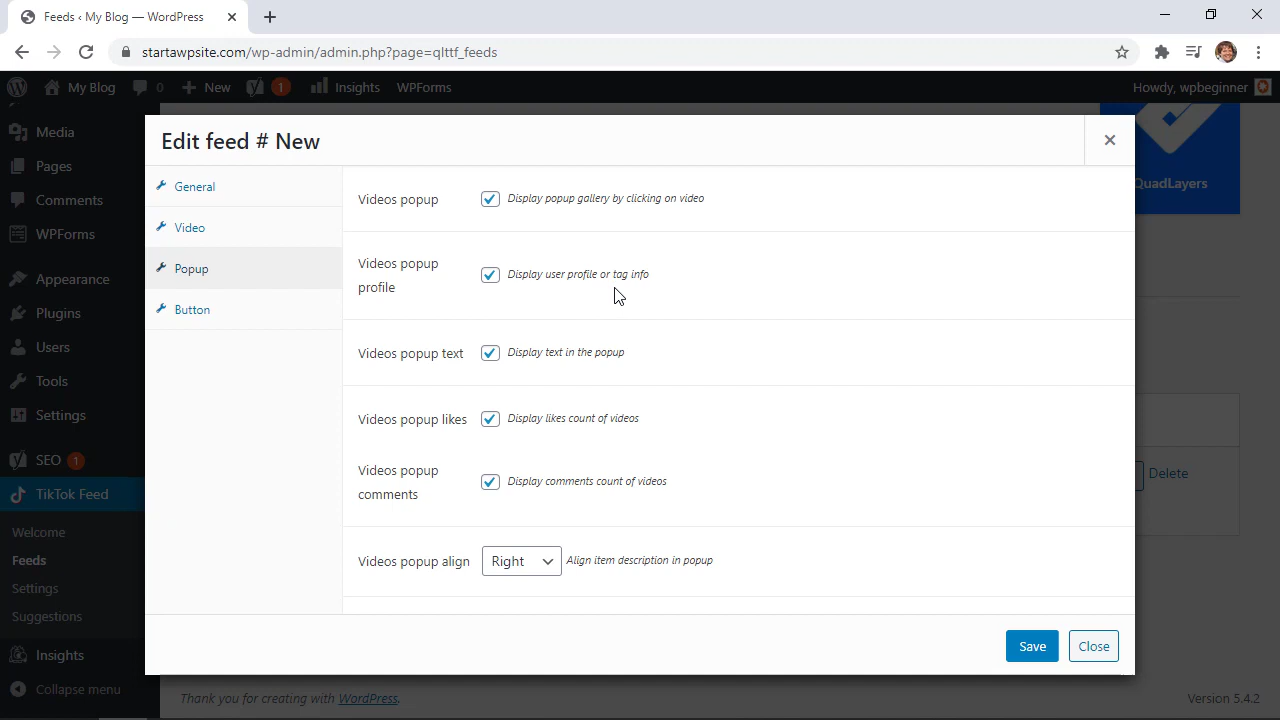 Feeds ‹ My Blog — WordPress
startawpsite.com/wp-admin/admin.php?page=qlttf_feeds
My Blog 0 New 1 Insights WPForms Howdy, wpbeginner
Media
Pages
Comments
WPForms
Appearance
Plugins
Users
Tools
Settings
SEO 1
TikTok Feed
Welcome
Feeds
Settings
Suggestions
Insights
Collapse menu
QuadLayers
Edit feed # New
General
Video
Popup
Button
Videos popup Display popup gallery by clicking on video
Videos popup
profile
Display user profile or tag info
Videos popup text Display text in the popup
Videos popup likes Display likes count of videos
Videos popup
comments
Display comments count of videos
Videos popup align Right Align item description in popup
Save Close
Delete
Thank you for creating with WordPress.
Version 5.4.2